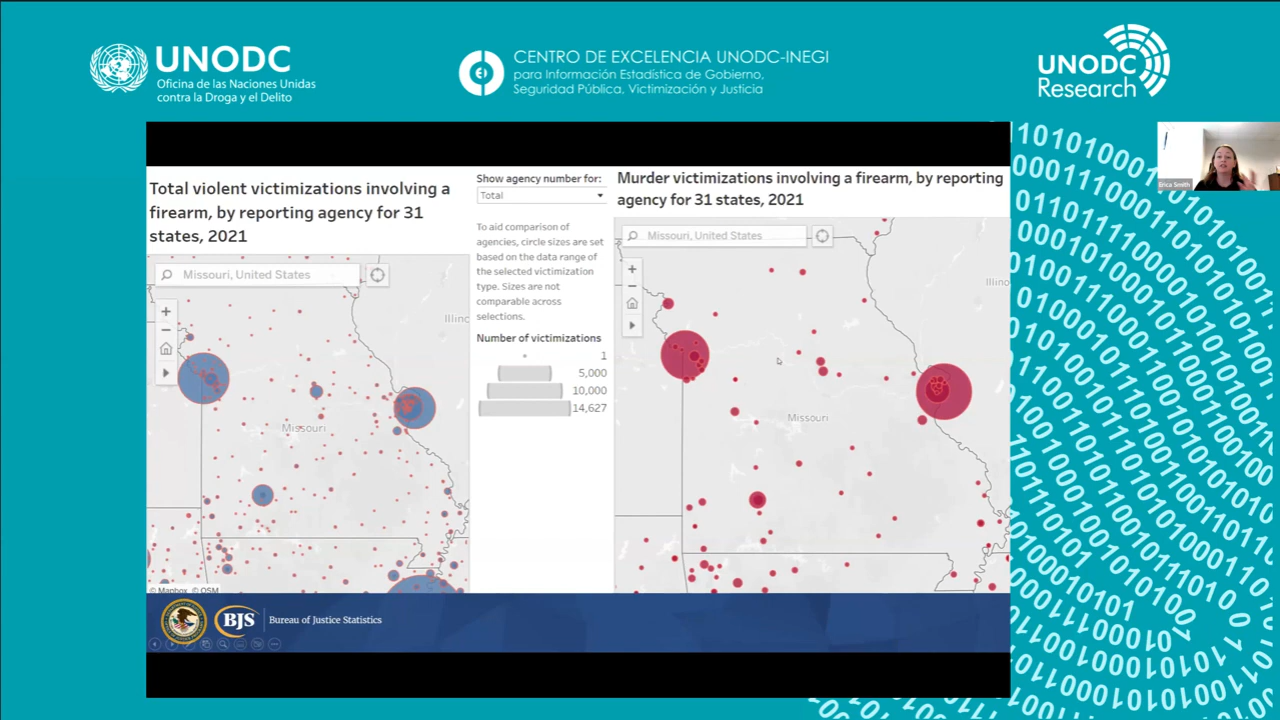 UNODC
Oficina de las Naciones Unidas
contra la Droga y el Delito
CENTRO DE EXCELENCIA UNODC-INEGI
para Información Estadística de Gobierno,
Seguridad Pública, Victimización y Justicia
UNODC
Research
Total violent victimizations involving a
firearm, by reporting agency for 31
states, 2021
Missouri, United States
+
−
Illinc
Missouri
© Mapbox © OSM
Show agency number for:
Total
To aid comparison of
agencies, circle sizes are set
based on the data range of
the selected victimization
type. Sizes are not
comparable across
selections.
Number of victimizations
1
5,000
10,000
14,627
Murder victimizations involving a firearm, by reporting
agency for 31 states, 2021
Missouri, United States
+
−
Illino
Missouri
BJS
Bureau of Justice Statistics
Erica Smith